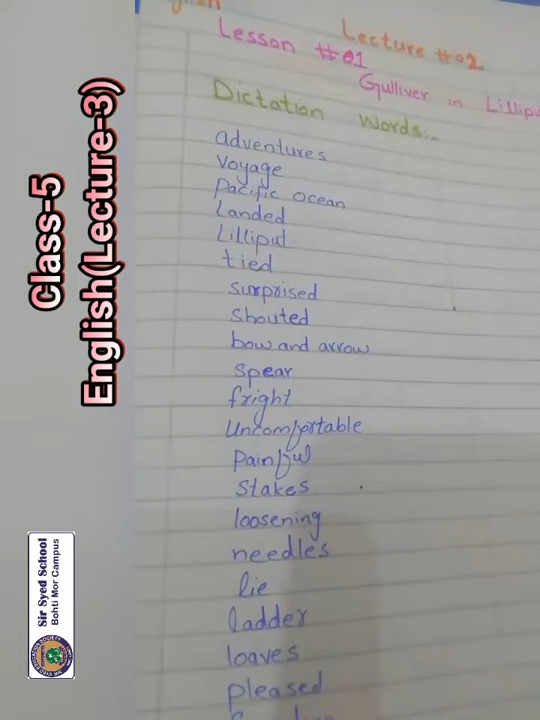 Lecture #02
Lesson #01
Gulliver in Lilliput
Dictation Words:-
adventures
Voyage
Pacific ocean
Landed
Lilliput
tied
surprised
shouted
bow and arrow
spear
fright
Uncomfortable
Painful
Stakes
loosening
needles
lie
ladder
loaves
pleased
Class-5
English(Lecture-3)
Sir Syed School
Bohti Mor Campus